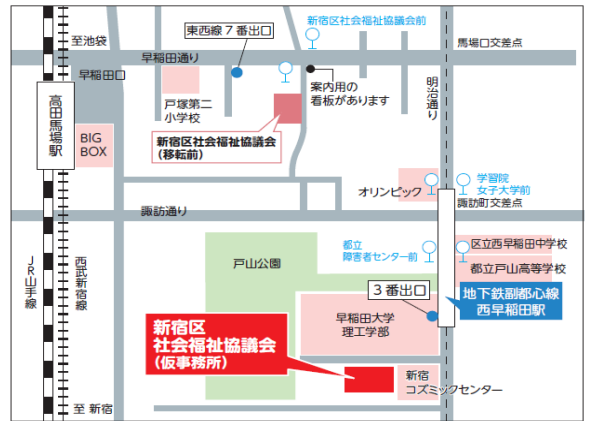 至池袋
東西線７番出口
新宿区社会福祉協議会前
早稲田通り
馬場口交差点
早稲田口
高田馬場駅
戸塚第二
小学校
案内用の
看板があります
明治通り
BIG
BOX
新宿区社会福祉協議会
(移転前)
オリンピック
学習院
女子大学前
諏訪町交差点
諏訪通り
都立
障害者センター前
区立西早稲田中学校
戸山公園
都立戸山高等学校
JR山手線
西武新宿線
３番出口
地下鉄副都心線
西早稲田駅
早稲田大学
理工学部
新宿区
社会福祉協議会
(仮事務所)
新宿
コズミックセンター
至 新宿